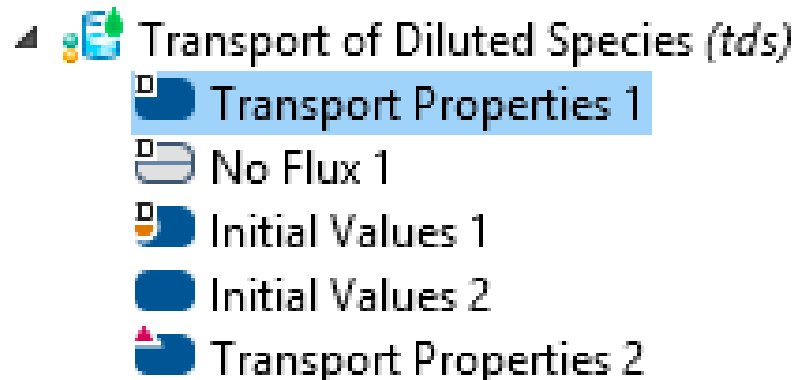 Transport of Diluted Species (tds)
D Transport Properties 1
D No Flux 1
D Initial Values 1
Initial Values 2
Transport Properties 2